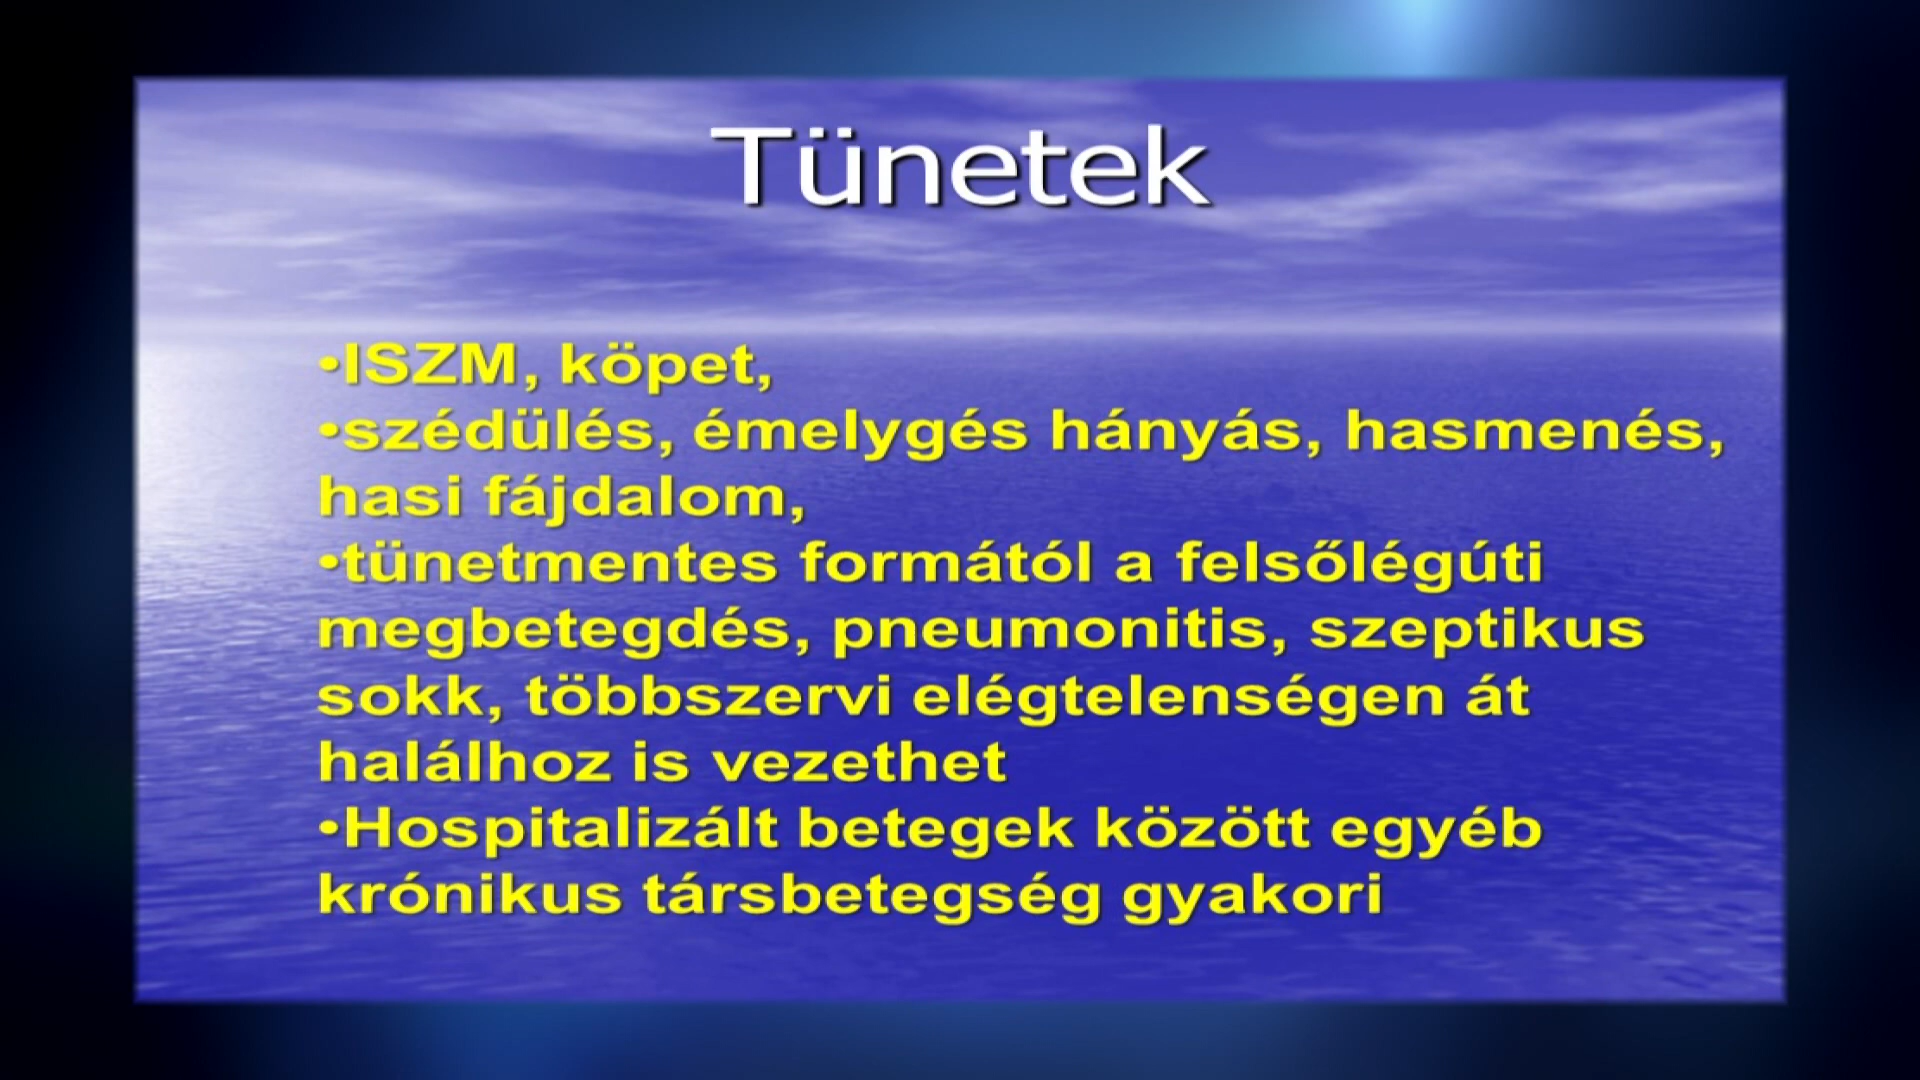 Tünetek
•ISZM, köpet,
•szédülés, émelygés hányás, hasmenés,
hasi fájdalom,
•tünetmentes formától a felsőlégúti
megbetegdés, pneumonitis, szeptikus
sokk, többszervi elégtelenségen át
halálhoz is vezethet
•Hospitalizált betegek között egyéb
krónikus társbetegség gyakori